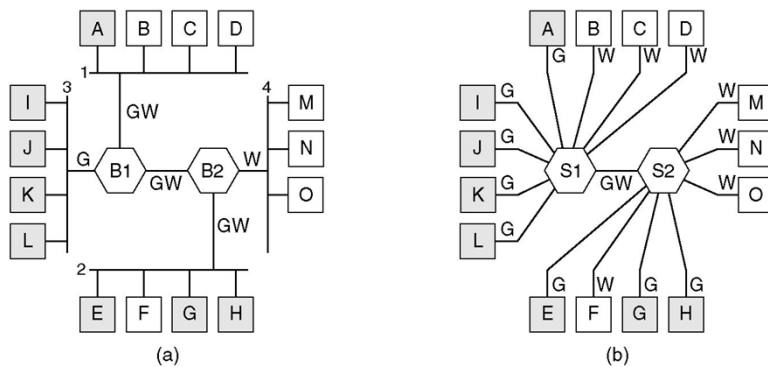 A B C D
1
GW
3
I
J
K
L
G
B1
GW
B2
W
4
M
N
O
GW
2
E F G H
(a)
A B C D
G W W W
I G
J G
K G
L G
S1
GW
S2
W M
W N
W O
G W G G
E F G H
(b)